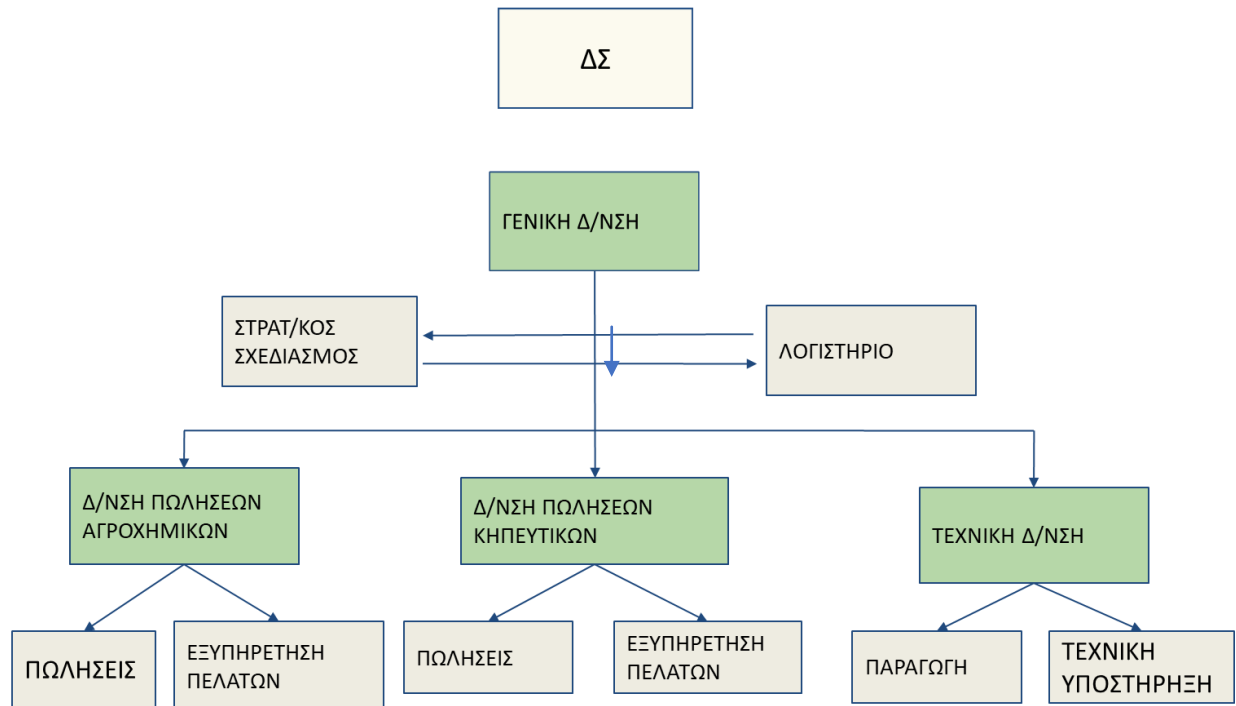 ΔΣ
ΓΕΝΙΚΗ Δ/ΝΣΗ
ΣΤΡΑΤ/ΚΟΣ
ΣΧΕΔΙΑΣΜΟΣ
ΛΟΓΙΣΤΗΡΙΟ
Δ/ΝΣΗ ΠΩΛΗΣΕΩΝ
ΑΓΡΟΧΗΜΙΚΩΝ
Δ/ΝΣΗ ΠΩΛΗΣΕΩΝ
ΚΗΠΕΥΤΙΚΩΝ
ΤΕΧΝΙΚΗ Δ/ΝΣΗ
ΠΩΛΗΣΕΙΣ
ΕΞΥΠΗΡΕΤΗΣΗ
ΠΕΛΑΤΩΝ
ΠΩΛΗΣΕΙΣ
ΕΞΥΠΗΡΕΤΗΣΗ
ΠΕΛΑΤΩΝ
ΠΑΡΑΓΩΓΗ
ΤΕΧΝΙΚΗ
ΥΠΟΣΤΗΡΗΞΗ